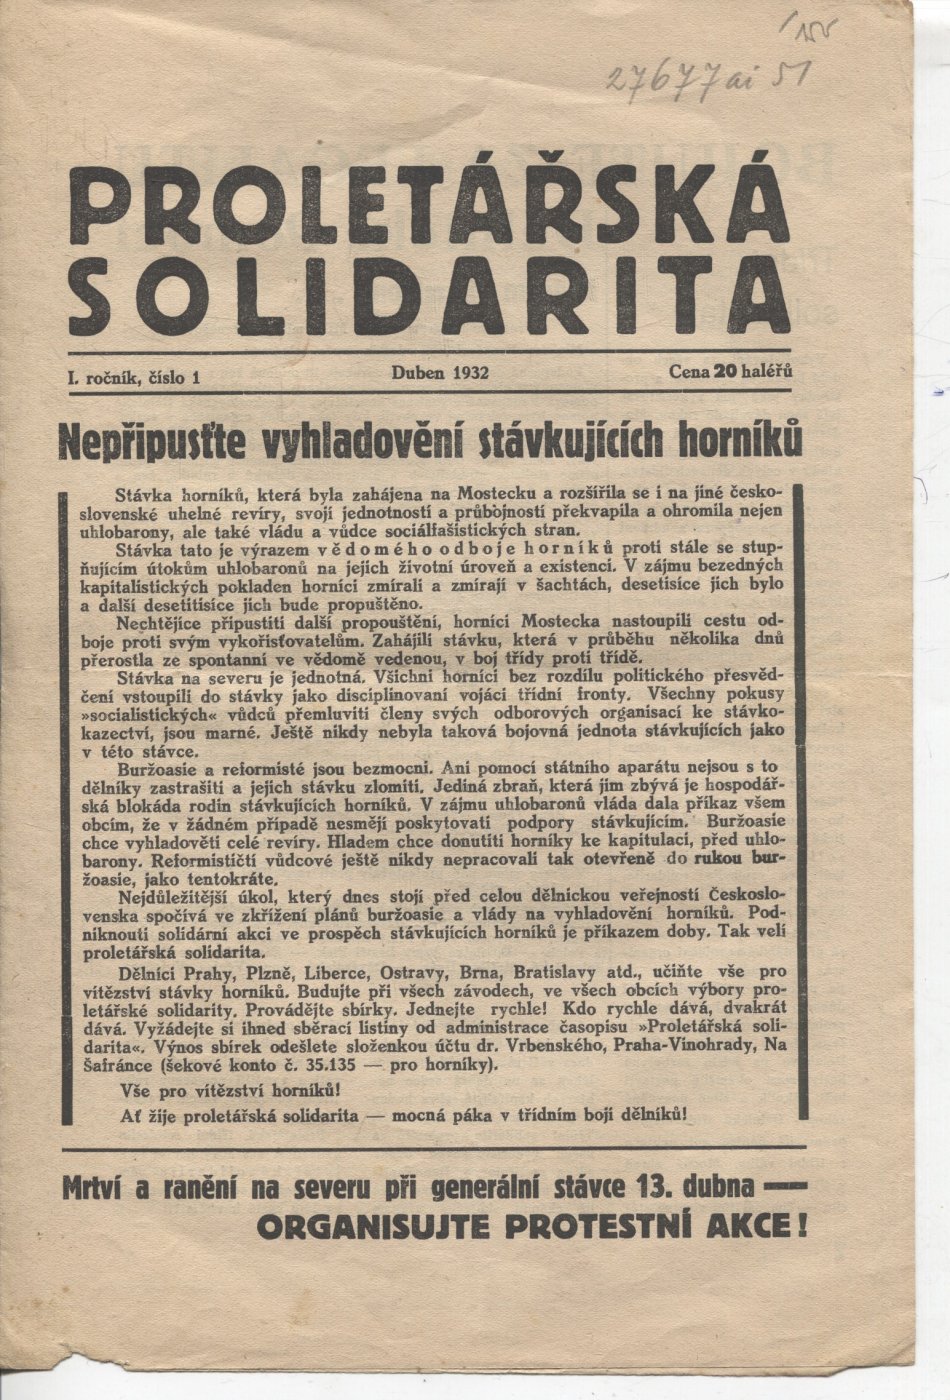 27677 ai 51
PROLETÁŘSKÁ
SOLIDARITA
I. ročník, číslo 1 Duben 1932 Cena 20 haléřů
Nepřipusťte vyhladovění stávkujících horníků
Stávka horníků, která byla zahájena na Mostecku a rozšířila se i na jiné česko-
slovenské uhelné revíry, svojí jednotností a průbojností překvapila a ohromila nejen
uhlobarony, ale také vládu a vůdce sociálfašistických stran.
Stávka tato je výrazem vědomého odboje horníků proti stále se stup-
ňujícím útokům uhlobaronů na jejich životní úroveň a existenci. V zájmu bezedných
kapitalistických pokladen horníci zmírali a zmírají v šachtách, desetisíce jich bylo
a další desetitisíce jich bude propuštěno.
Nechtějíce připustiti další propouštění, horníci Mostecka nastoupili cestu od-
boje proti svým vykořisťovatelům. Zahájili stávku, která v průběhu několika dnů
přerostla ze spontanní ve vědomě vedenou, v boj třídy proti třídě.
Stávka na severu je jednotná. Všichni horníci bez rozdílu politického přesvěd-
čení vstoupili do stávky jako disciplinovaní vojáci třídní fronty. Všechny pokusy
»socialistických« vůdců přemluviti členy svých odborových organisací ke stávko-
kazectví, jsou marné. Ještě nikdy nebyla taková bojovná jednota stávkujících jako
v této stávce.
Buržoasie a reformisté jsou bezmocni. Ani pomocí státního aparátu nejsou s to
dělníky zastrašiti a jejich stávku zlomiti. Jediná zbraň, která jim zbývá je hospodář-
ská blokáda rodin stávkujících horníků. V zájmu uhlobaronů vláda dala příkaz všem
obcím, že v žádném případě nesmějí poskytovati podpory stávkujícím. Buržoasie
chce vyhladověti celé revíry. Hladem chce donutiti horníky ke kapitulaci, před uhlo-
barony. Reformističtí vůdcové ještě nikdy nepracovali tak otevřeně do rukou bur-
žoasie, jako tentokráte.
Nejdůležitější úkol, který dnes stojí před celou dělnickou veřejností Českoslo-
venska spočívá ve zkřížení plánů buržoasie a vlády na vyhladovění horníků. Pod-
niknouti solidární akci ve prospěch stávkujících horníků je příkazem doby. Tak velí
proletářská solidarita.
Dělníci Prahy, Plzně, Liberce, Ostravy, Brna, Bratislavy atd., učiňte vše pro
vítězství stávky horníků. Budujte při všech závodech, ve všech obcích výbory pro-
letářské solidarity. Provádějte sbírky. Jednejte rychle! Kdo rychle dává, dvakrát
dává. Vyžádejte si ihned sběrací listiny od administrace časopisu »Proletářská soli-
darita«. Výnos sbírek odešlete složenkou účtu dr. Vrbenského, Praha-Vinohrady, Na
Šafránce (šekové konto č. 35.135 — pro horníky).
Vše pro vítězství horníků!
Ať žije proletářská solidarita — mocná páka v třídním boji dělníků!
Mrtví a ranění na severu při generální stávce 13. dubna —
ORGANISUJTE PROTESTNÍ AKCE!